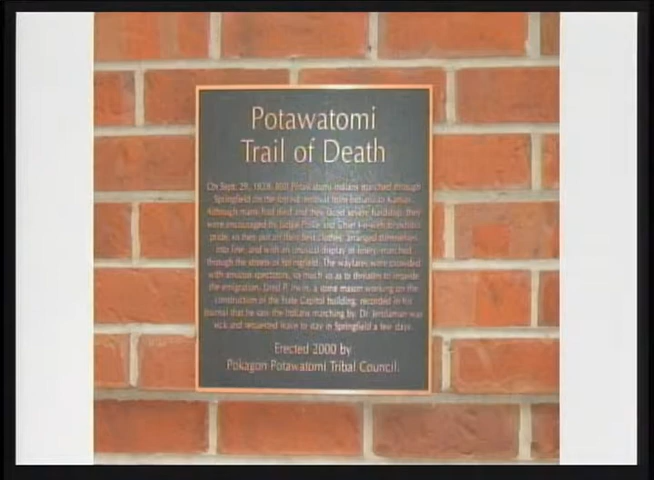 Potawatomi
Trail of Death
On Sept. 29, 1838, 800 Potawatomi Indians marched through
Springfield on the forced removal from Indiana to Kansas.
Although many had died and they faced severe hardship, they
were encouraged by Judge Polke and Chief
pride, so they put on their best clothes, arranged themselves
into line, and with an unusual display of finery marched
through the streets of Springfield. The wayfares were crowded
with anxious spectators, so much so as to threaten to impede
the emigration. P. Irwin, a stone mason working on the
construction of the State Capitol building, recorded in his
journal that he saw the Indians marching by. Dr. Jerolaman was
sick and requested leave to stay in Springfield a few days.
Erected 2000 by
Pokagon Potawatomi Tribal Council.